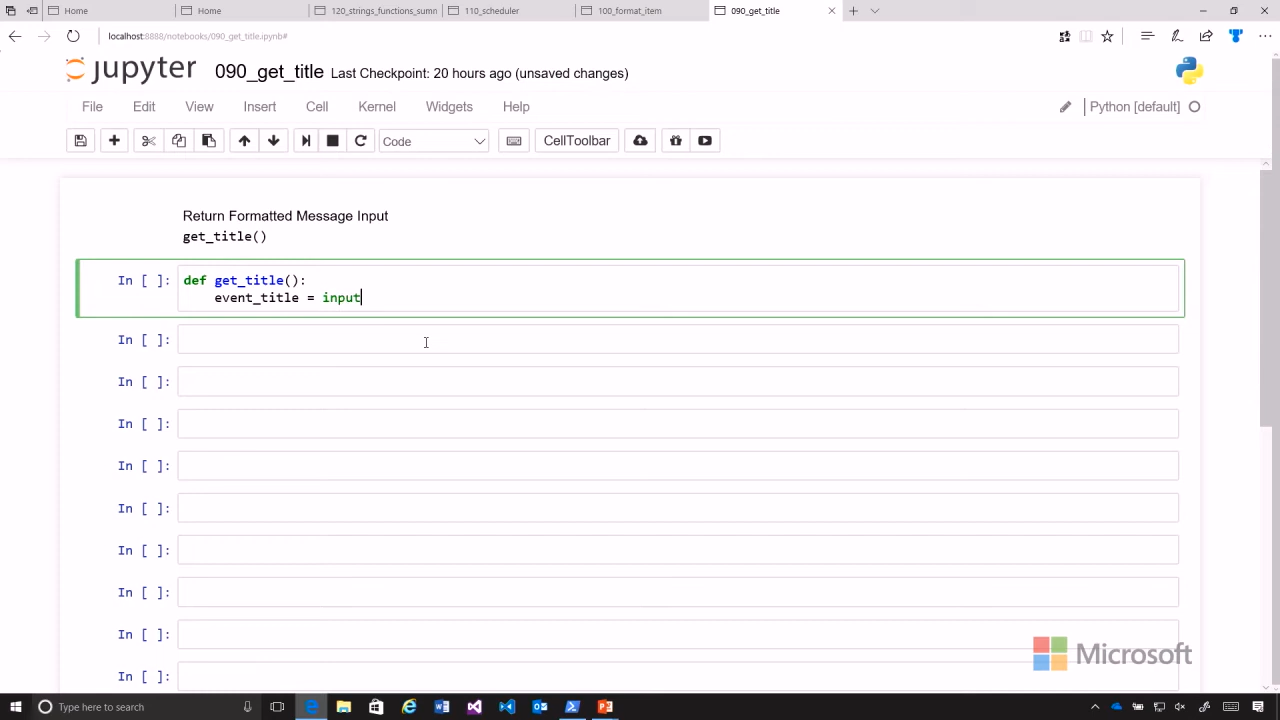 Home
Home
120_strings_functions_sumn
110_scheduler
100_format_item
090_get_title
localhost:8888/notebooks/090_get_title.ipynb#
jupyter 090_get_title Last Checkpoint: 20 hours ago (unsaved changes)
File Edit View Insert Cell Kernel Widgets Help
Python [default]
Code
CellToolbar
Return Formatted Message Input
get_title()
In [ ]: def get_title():
event_title = input
In [ ]:
In [ ]:
In [ ]:
In [ ]:
In [ ]:
In [ ]:
In [ ]:
In [ ]:
In [ ]:
Microsoft
Type here to search